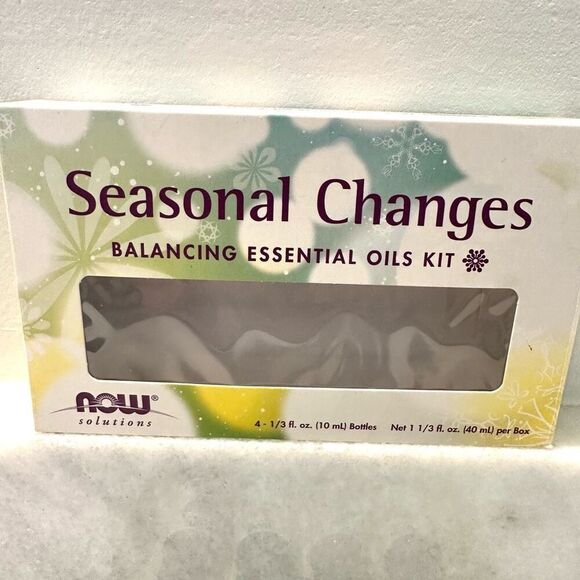 Seasonal Changes
BALANCING ESSENTIAL OILS KIT
NOW®
solutions
4 - 1/3 fl. oz. (10 mL) Bottles Net 1 1/3 fl. oz. (40 mL) per Box